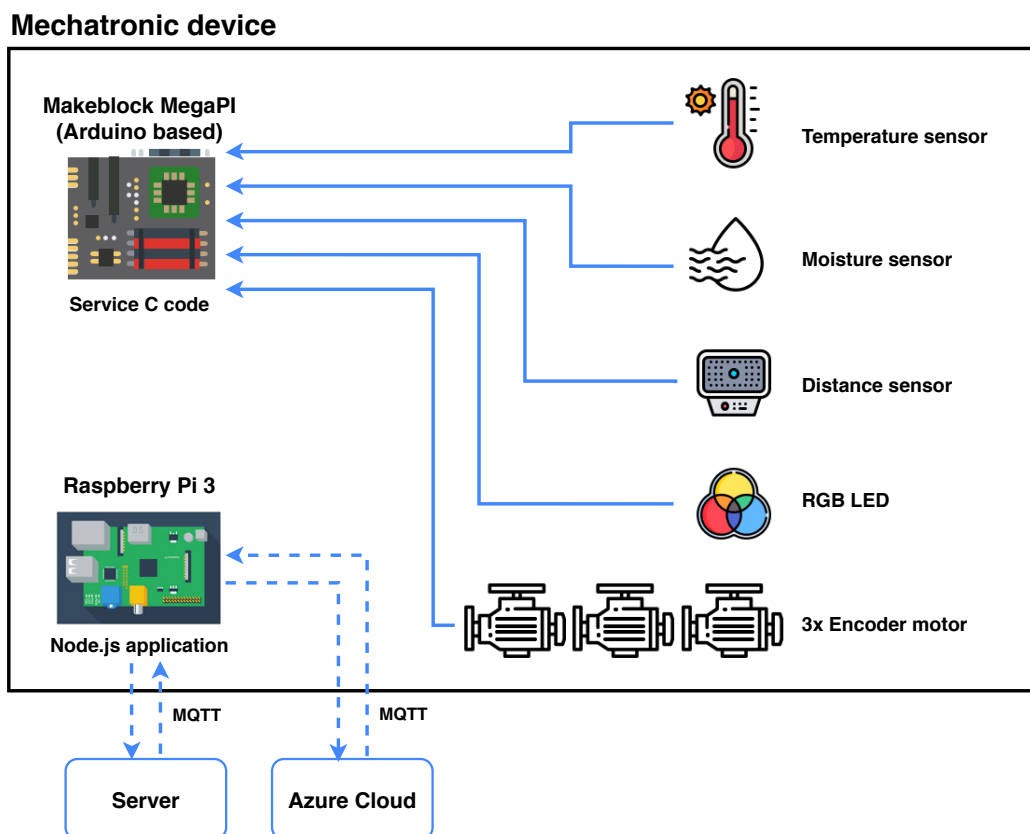 Mechatronic device
Makeblock MegaPI
(Arduino based)
Service C code
Temperature sensor
Moisture sensor
Distance sensor
RGB LED
3x Encoder motor
Raspberry Pi 3
Node.js application
MQTT
MQTT
Server
Azure Cloud